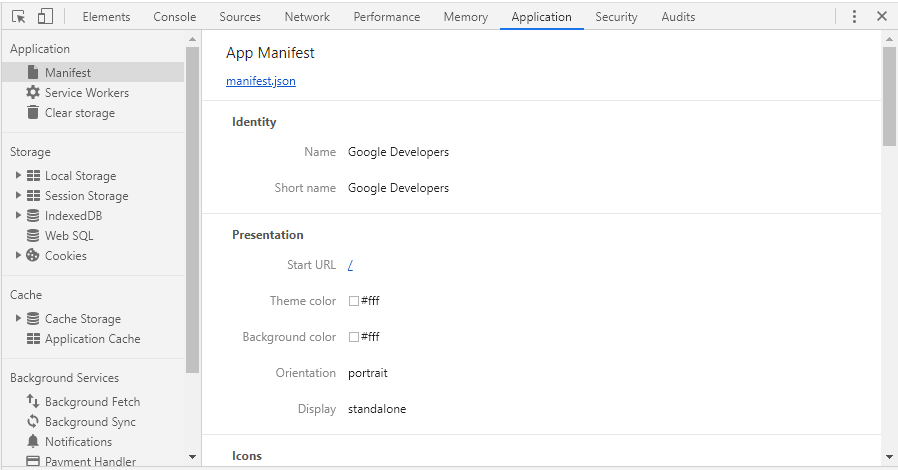 Elements Console Sources Network Performance Memory Application Security Audits
Application
Manifest
Service Workers
Clear storage
Storage
Local Storage
Session Storage
IndexedDB
Web SQL
Cookies
Cache
Cache Storage
Application Cache
Background Services
Background Fetch
Background Sync
Notifications
Payment Handler
App Manifest
manifest.json
Identity
Name Google Developers
Short name Google Developers
Presentation
Start URL /
Theme color #fff
Background color #fff
Orientation portrait
Display standalone
Icons